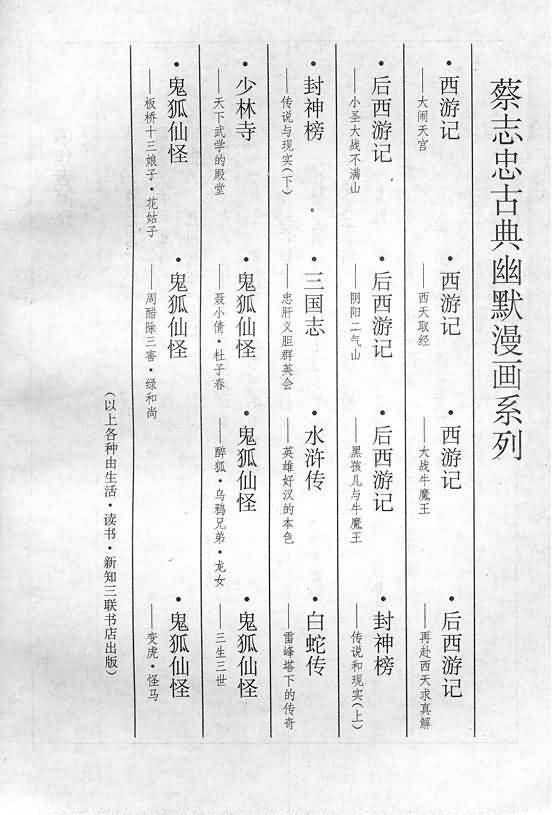 蔡志忠古典幽默漫画系列
•西游记
——大闹天宫
•西游记
——西天取经
•西游记
——大战牛魔王
•后西游记
——再赴西天求真解
•后西游记
——小圣大战不满山
•后西游记
——阴阳二气山
•后西游记
——黑孩儿与牛魔王
•封神榜
——传说和现实(上)
•封神榜
——传说与现实(下)
•三国志
——忠肝义胆群英会
•水浒传
——英雄好汉的本色
•白蛇传
——雷峰塔下的传奇
•少林寺
——天下武学的殿堂
•鬼狐仙怪
——聂小倩·杜子春
•鬼狐仙怪
——醉狐·乌鸦兄弟·龙女
•鬼狐仙怪
——三生三世
•鬼狐仙怪
——板桥十三娘子·花姑子
•鬼狐仙怪
——周醋除三害·绿和尚
•鬼狐仙怪
——变虎·怪马
(以上各种由生活·读书·新知三联书店出版)